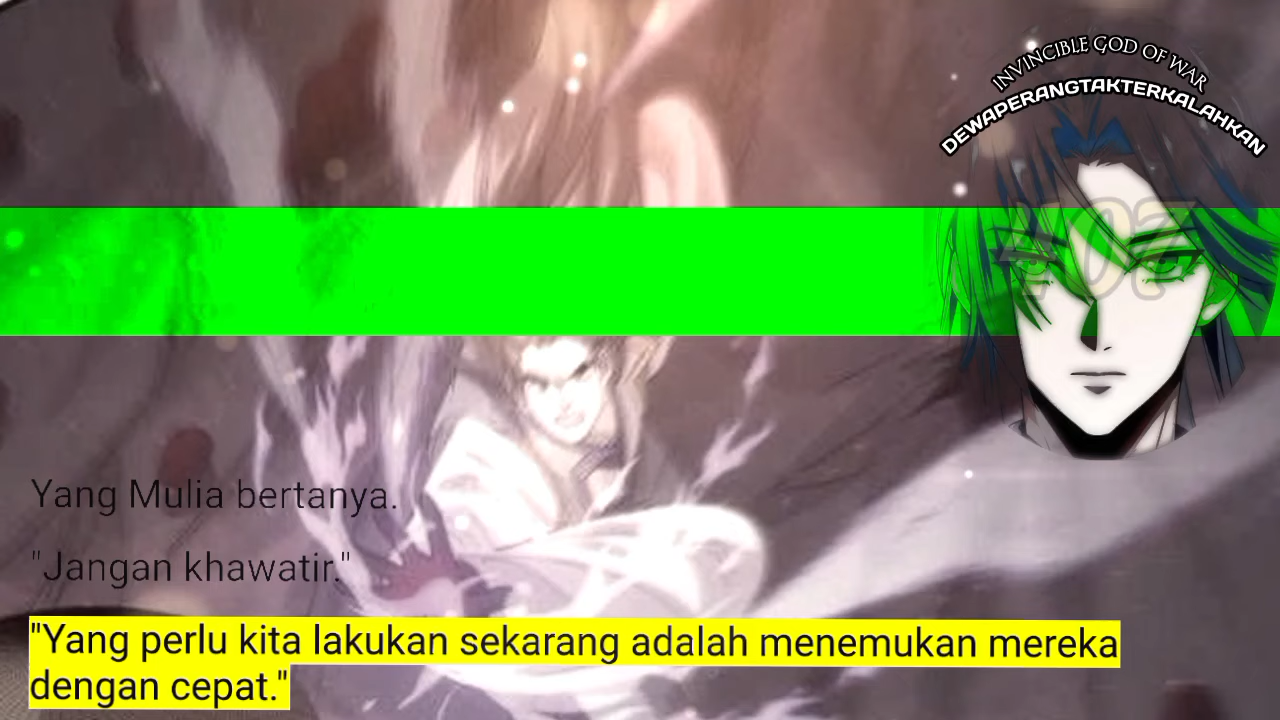 INVINCIBLE GOD OF WAR
DEWAPERANGTAKTERKALAHKAN
Yang Mulia bertanya.
"Jangan khawatir."
"Yang perlu kita lakukan sekarang adalah menemukan mereka
dengan cepat."